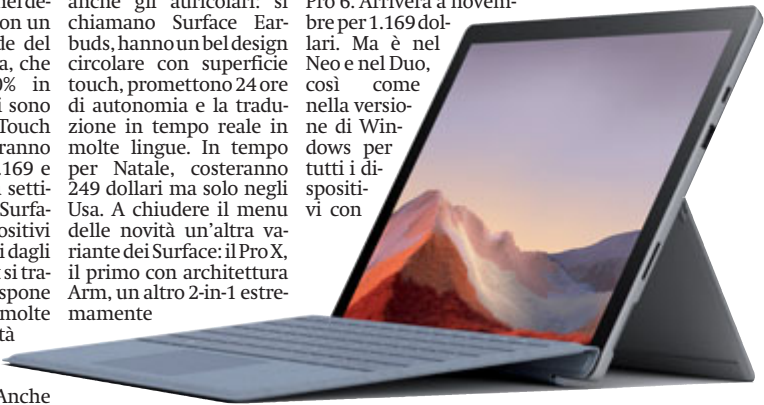 on un
de del
a, che
0% in
i sono
Touch
ranno
.169 e
setti-
Surfa-
ositivi
i dagli
si tra-
spone
molte
tà
Anche
anche gli auricolari: si
chiamano Surface Ear-
buds, hanno un bel design
circolare con superficie
touch, promettono 24 ore
di autonomia e la tradu-
zione in tempo reale in
molte lingue. In tempo
per Natale, costeranno
249 dollari ma solo negli
Usa. A chiudere il menu
delle novità un'altra va-
riante dei Surface: il Pro X,
il primo con architettura
Arm, un altro 2-in-1 estre-
mamente
Pro 6. Arriverà a novem-
bre per 1.169 dol-
lari. Ma è nel
Neo e nel Duo,
così come
nella versio-
ne di Win-
dows per
tutti i di-
spositi-
vi con